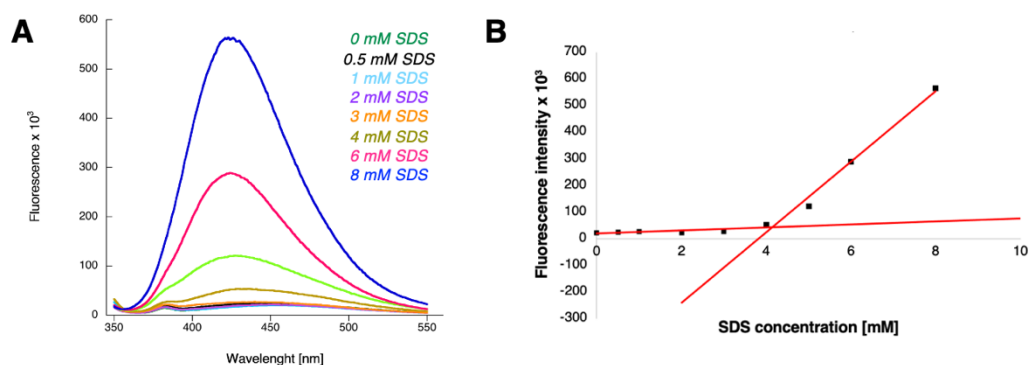 A
600
500
400
300
200
100
0
350
400
450
500
550
Fluorescence x 10³
Wavelenght [nm]
0 mM SDS
0.5 mM SDS
1 mM SDS
2 mM SDS
3 mM SDS
4 mM SDS
6 mM SDS
8 mM SDS
B
700
600
500
400
300
200
100
0
-100
-200
-300
0
2
4
6
8
10
Fluorescence intensity x 10³
SDS concentration [mM]